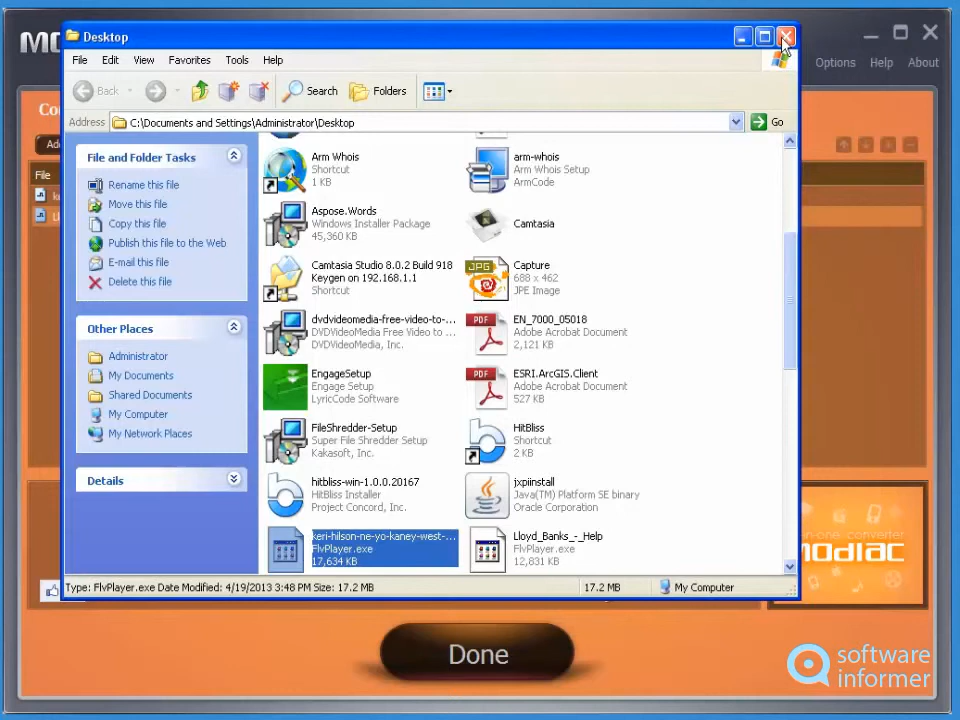 MO
Desktop
File Edit View Favorites Tools Help
Options Help About
Back Search Folders
Address C:\Documents and Settings\Administrator\Desktop Go
File
File and Folder Tasks
Rename this file
Move this file
Copy this file
Publish this file to the Web
E-mail this file
Delete this file
Other Places
Administrator
My Documents
Shared Documents
My Computer
My Network Places
Details
Arm Whois
Shortcut
1 KB
arm-whois
Arm Whois Setup
ArmCode
Aspose.Words
Windows Installer Package
45,360 KB
Camtasia
Camtasia Studio 8.0.2 Build 918
Keygen on 192.168.1.1
Shortcut
JPG
Capture
688 x 462
JPE Image
dvdvideomedia-free-video-to-...
DVDVideoMedia Free Video to ...
DVDVideoMedia, Inc.
PDF
EN_7000_05018
Adobe Acrobat Document
2,121 KB
EngageSetup
Engage Setup
LyricCode Software
PDF
ESRI.ArcGIS.Client
Adobe Acrobat Document
527 KB
FileShredder-Setup
Super File Shredder Setup
Kakasoft, Inc.
HitBliss
Shortcut
2 KB
hitbliss-win-1.0.0.20167
HitBliss Installer
Project Concord, Inc.
jxpiinstall
Java(TM) Platform SE binary
Oracle Corporation
keri-hilson-ne-yo-kaney-west-...
FlvPlayer.exe
17,634 KB
Lloyd_Banks_-_Help
FlvPlayer.exe
12,831 KB
Type: FlvPlayer.exe Date Modified: 4/19/2013 3:48 PM Size: 17.2 MB 17.2 MB My Computer
-in-one converter
modiac
Done
software
informer